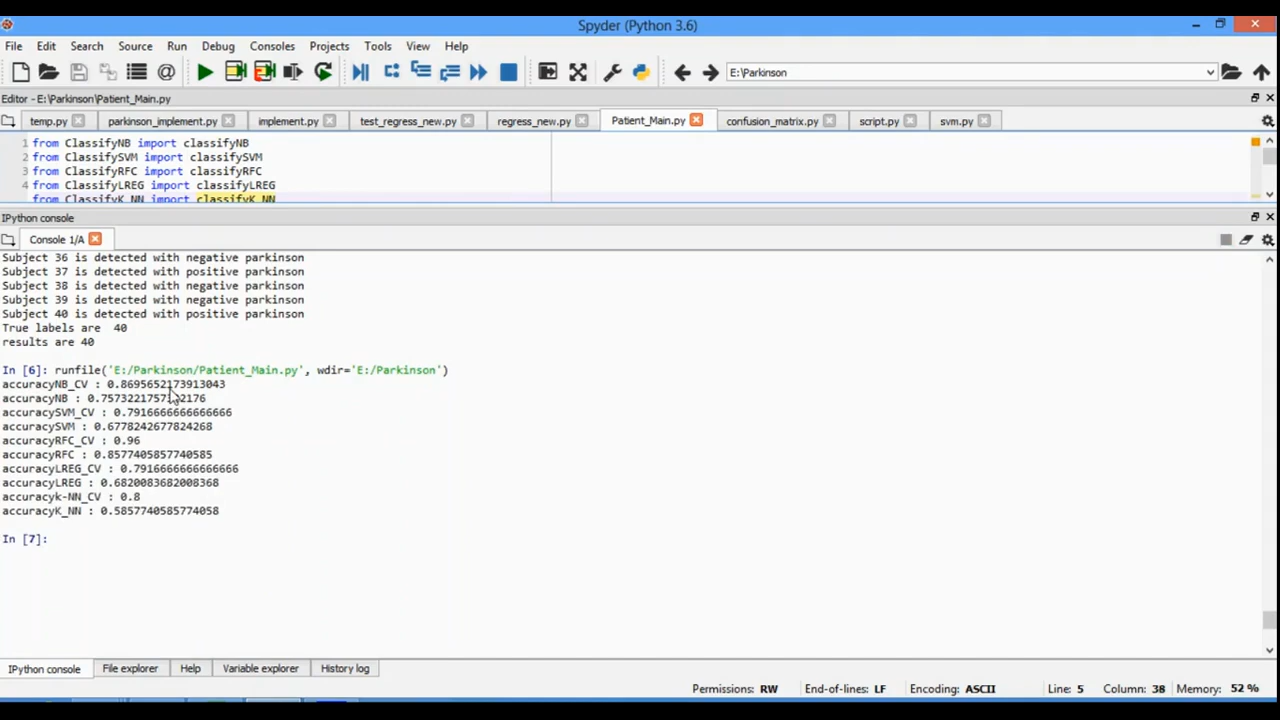 Spyder (Python 3.6)
File Edit Search Source Run Debug Consoles Projects Tools View Help
E:\Parkinson
Editor - E:\Parkinson\Patient_Main.py
temp.py parkinson_implement.py implement.py test_regress_new.py regress_new.py Patient_Main.py confusion_matrix.py script.py svm.py
1 from ClassifyNB import classifyNB
2 from ClassifySVM import classifySVM
3 from ClassifyRFC import classifyRFC
4 from ClassifyLREG import classifyLREG
from ClassifyK_NN import classifyK_NN
IPython console
Console 1/A
Subject 36 is detected with negative parkinson
Subject 37 is detected with positive parkinson
Subject 38 is detected with negative parkinson
Subject 39 is detected with negative parkinson
Subject 40 is detected with positive parkinson
True labels are  40
results are 40
In [6]: runfile('E:/Parkinson/Patient_Main.py', wdir='E:/Parkinson')
accuracyNB_CV : 0.8695652173913043
accuracyNB :
accuracySVM_CV : 0.7916666666666666
accuracySVM : 0.6778242677824268
accuracyRFC_CV : 0.96
accuracyRFC : 0.8577405857740585
accuracyLREG_CV : 0.7916666666666666
accuracyLREG : 0.6820083682008368
accuracyk-NN_CV : 0.8
accuracyK_NN : 0.5857740585774058
In [7]:
IPython console File explorer Help Variable explorer History log
Permissions: RW End-of-lines: LF Encoding: ASCII Line: 5 Column: 38 Memory: 52 %